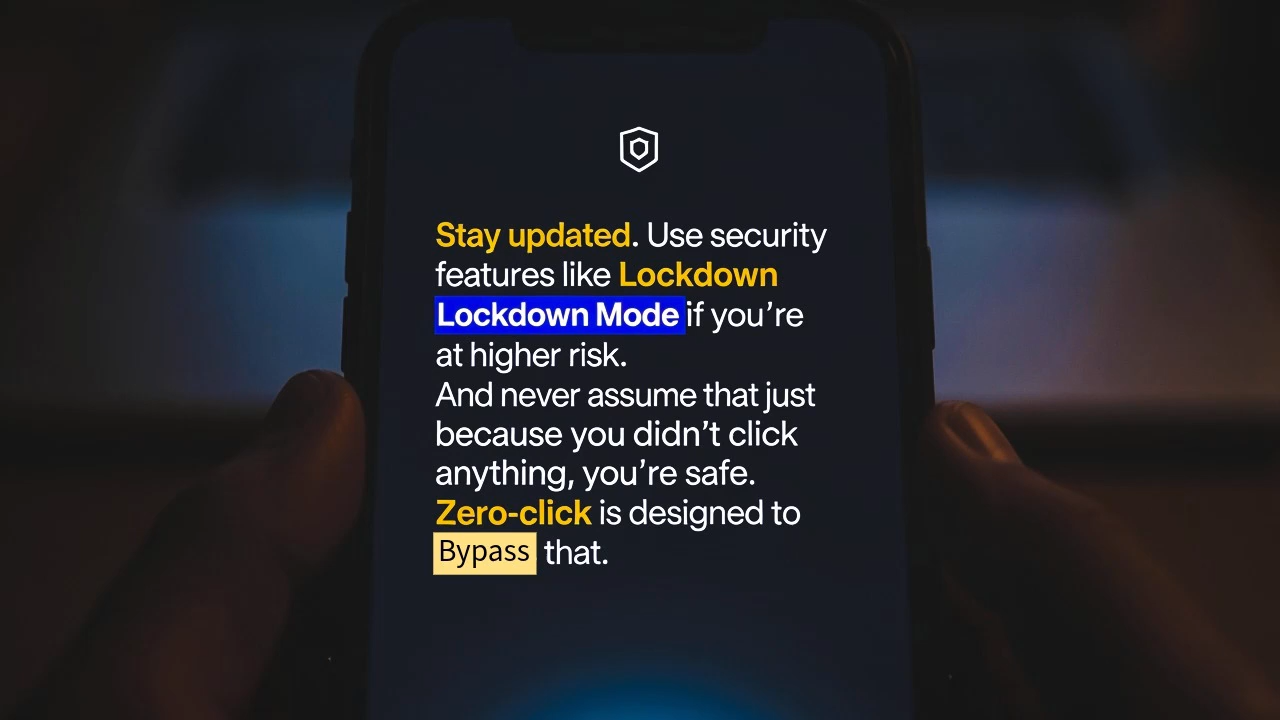 Stay updated. Use security
features like Lockdown
Lockdown Mode if you’re
at higher risk.
And never assume that just
because you didn’t click
anything, you’re safe.
Zero-click is designed to
Bypass that.